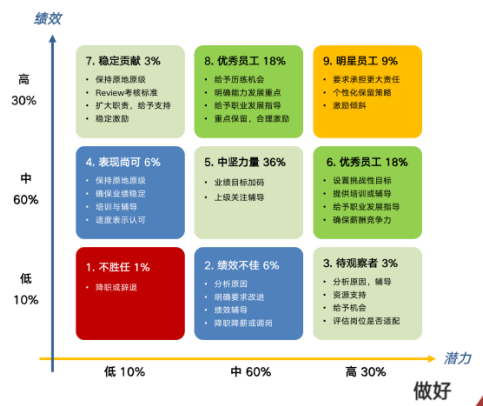 绩效
高
30%
7. 稳定贡献 3%
• 保持原地原级
• Review考核标准
• 扩大职责，给予支持
• 稳定激励
8. 优秀员工 18%
• 给予历练机会
• 明确能力发展重点
• 给予职业发展指导
• 重点保留，合理激励
9. 明星员工 9%
• 要求承担更大责任
• 个性化保留策略
• 激励倾斜
中
60%
4. 表现尚可 6%
• 保持原地原级
• 确保业绩稳定
• 培训与辅导
• 适度表示认可
5. 中坚力量 36%
• 业绩目标加码
• 上级关注辅导
6. 优秀员工 18%
• 设置挑战性目标
• 提供培训或辅导
• 给予职业发展指导
• 确保薪酬竞争力
低
10%
1. 不胜任 1%
• 降职或辞退
2. 绩效不佳 6%
• 分析原因
• 明确要求改进
• 绩效辅导
• 降职降薪或调岗
3. 待观察者 3%
• 分析原因，辅导
• 资源支持
• 给予机会
• 评估岗位是否适配
潜力
低 10%
中 60%
高 30%
做好